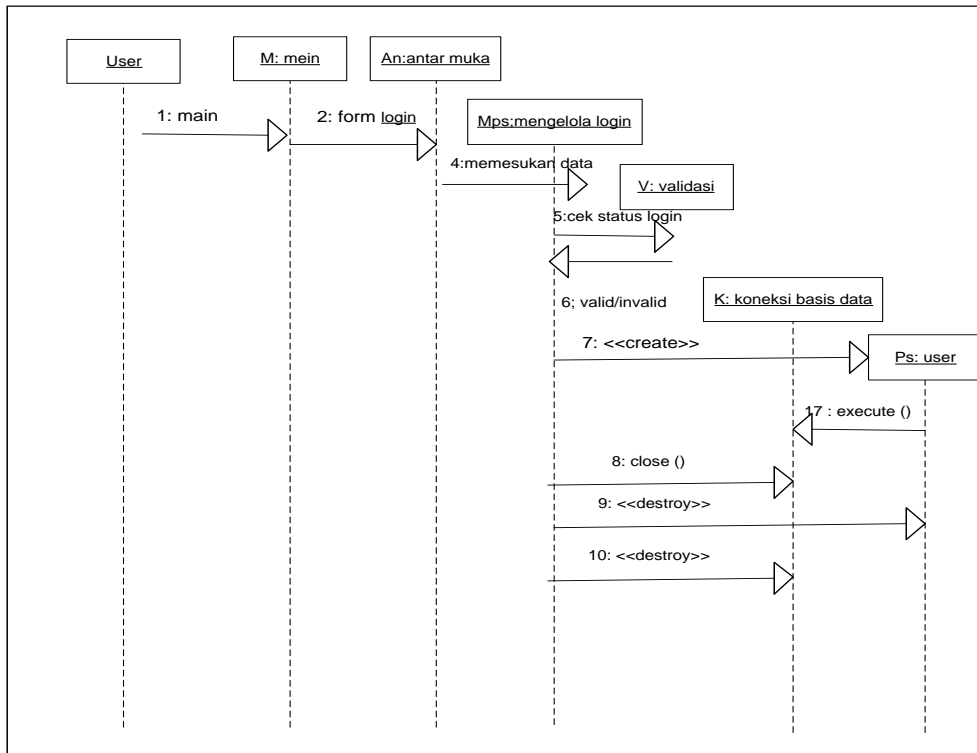 User
M: mein
An:antar muka
1: main
2: form login
Mps;mengelola login
4:memesukan data
V: validasi
5:cek status login
6; valid/invalid
K: koneksi basis data
7: <<create>>
Ps: user
17 : execute ()
8: close ()
9: <<destroy>>
10: <<destroy>>